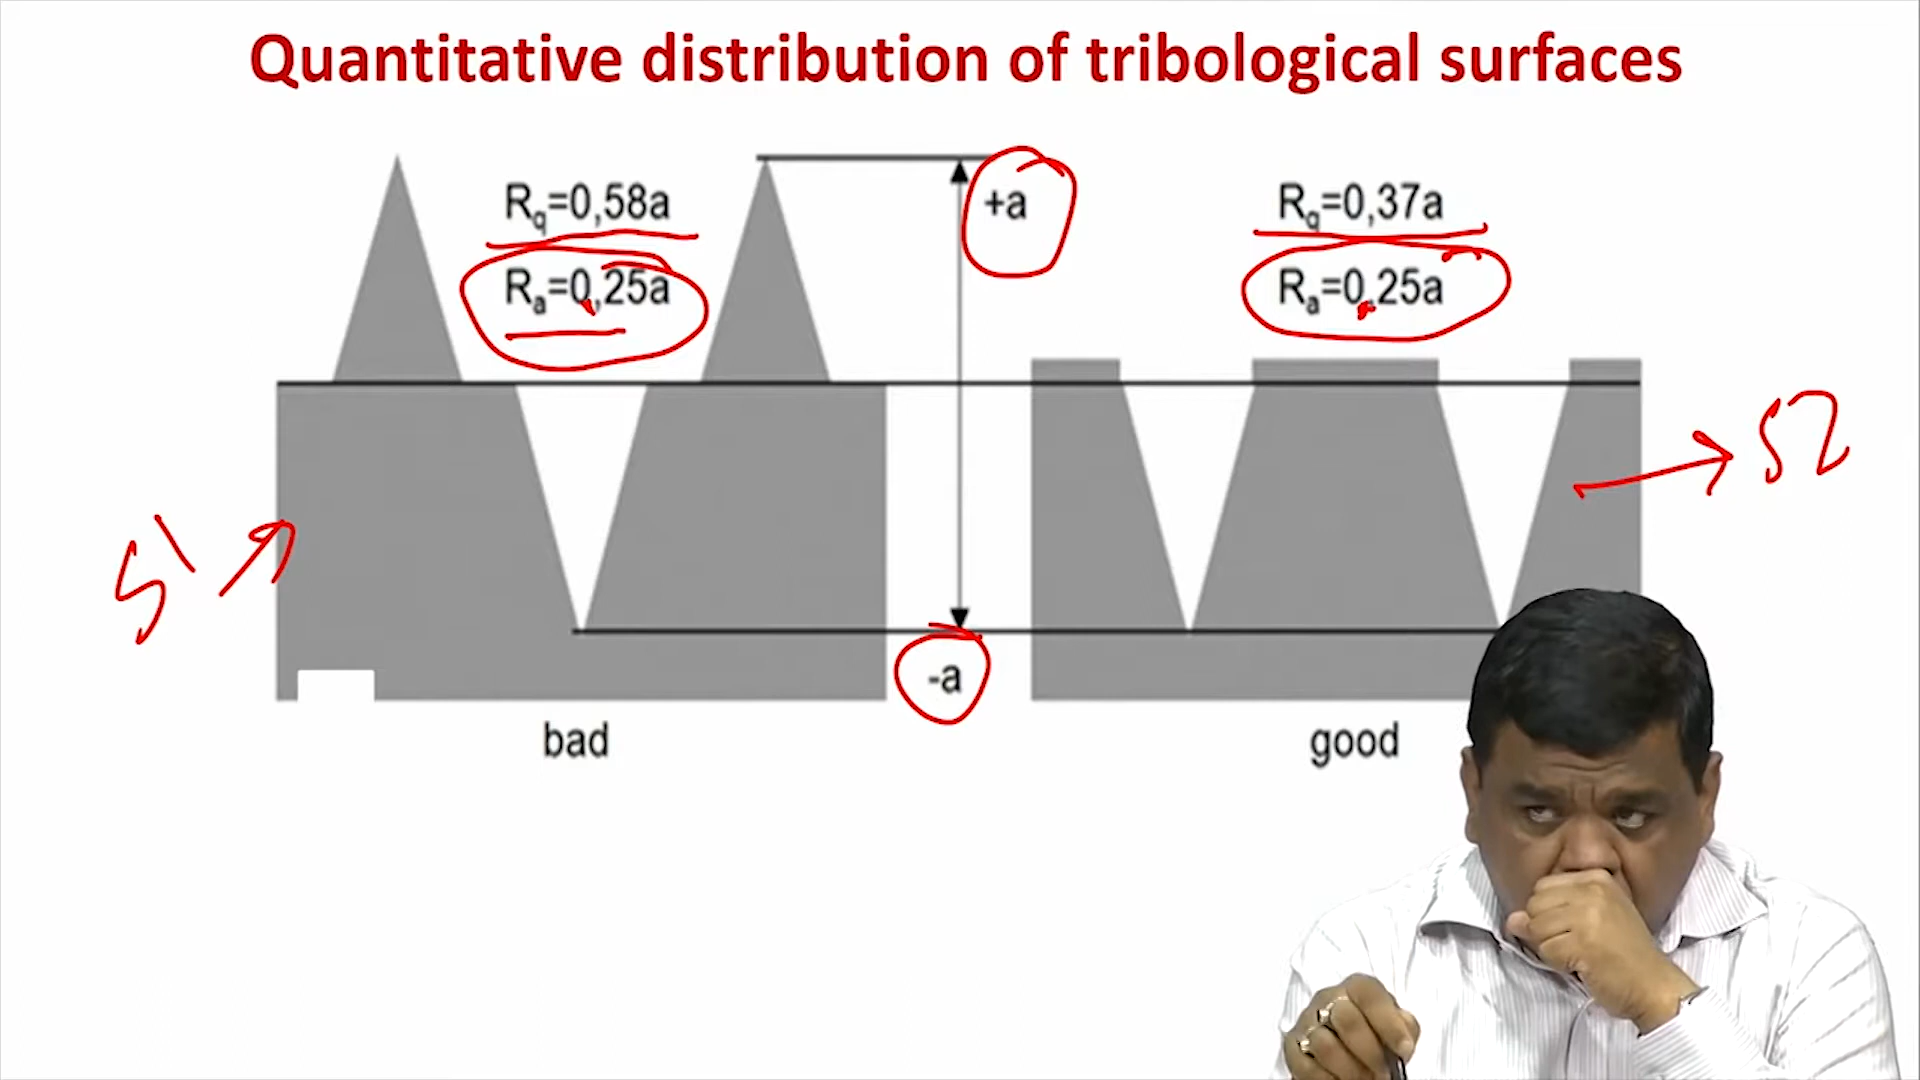 Quantitative distribution of tribological surfaces
Rq=0,58a
Ra=0,25a
+a
Rq=0,37a
Ra=0,25a
S1
S2
-a
bad
good